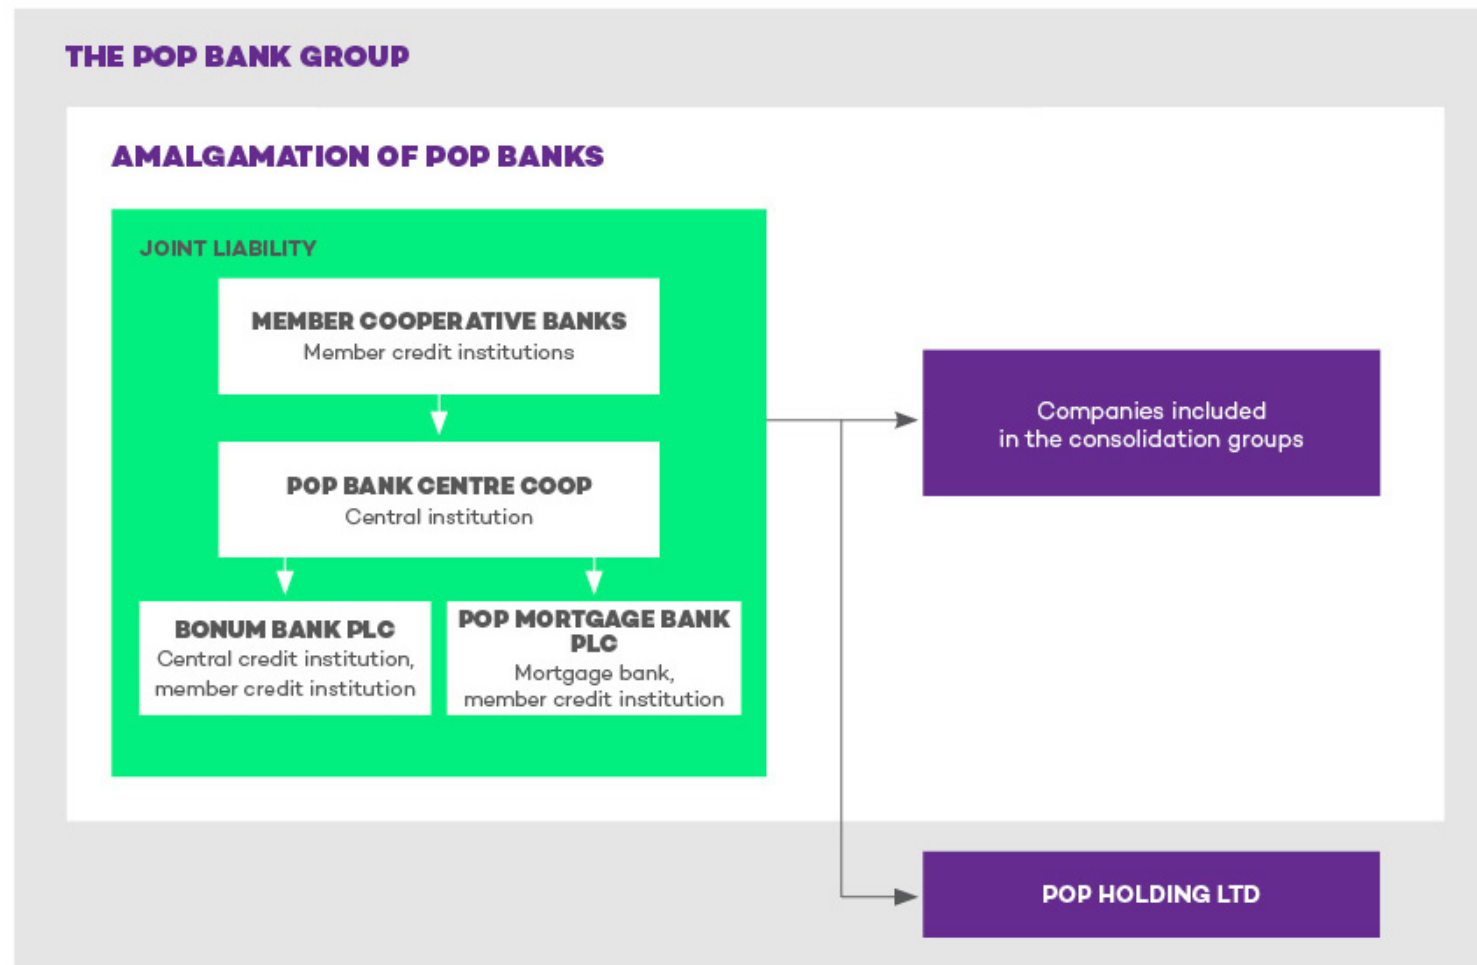 THE POP BANK GROUP
AMALGAMATION OF POP BANKS
JOINT LIABILITY
MEMBER COOPERATIVE BANKS
Member credit institutions
POP BANK CENTRE COOP
Central institution
BONUM BANK PLC
Central credit institution,
member credit institution
POP MORTGAGE BANK
PLC
Mortgage bank,
member credit institution
Companies included
in the consolidation groups
POP HOLDING LTD